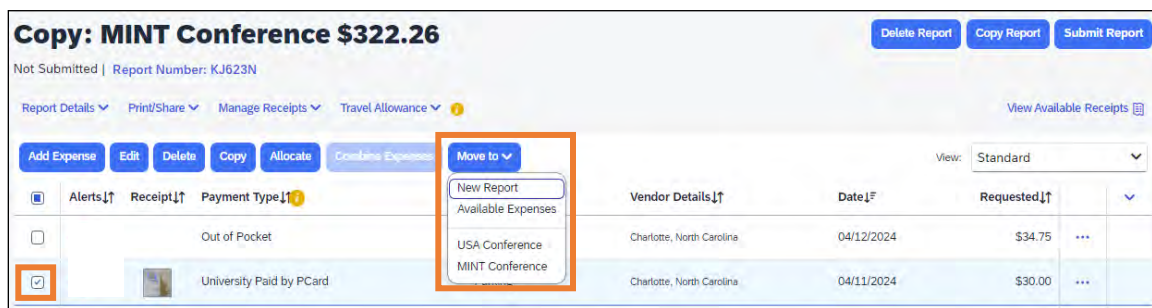 Copy: MINT Conference $322.26
Delete Report Copy Report Submit Report
Not Submitted | Report Number: KJ623N
Report Details Print/Share Manage Receipts Travel Allowance View Available Receipts
Add Expense Edit Delete Copy Allocate Combine Expenses Move to View: Standard
Alerts Receipt Payment Type Vendor Details Date Requested
New Report
Available Expenses
USA Conference
MINT Conference
Out of Pocket Charlotte, North Carolina 04/12/2024 $34.75
University Paid by PCard Charlotte, North Carolina 04/11/2024 $30.00